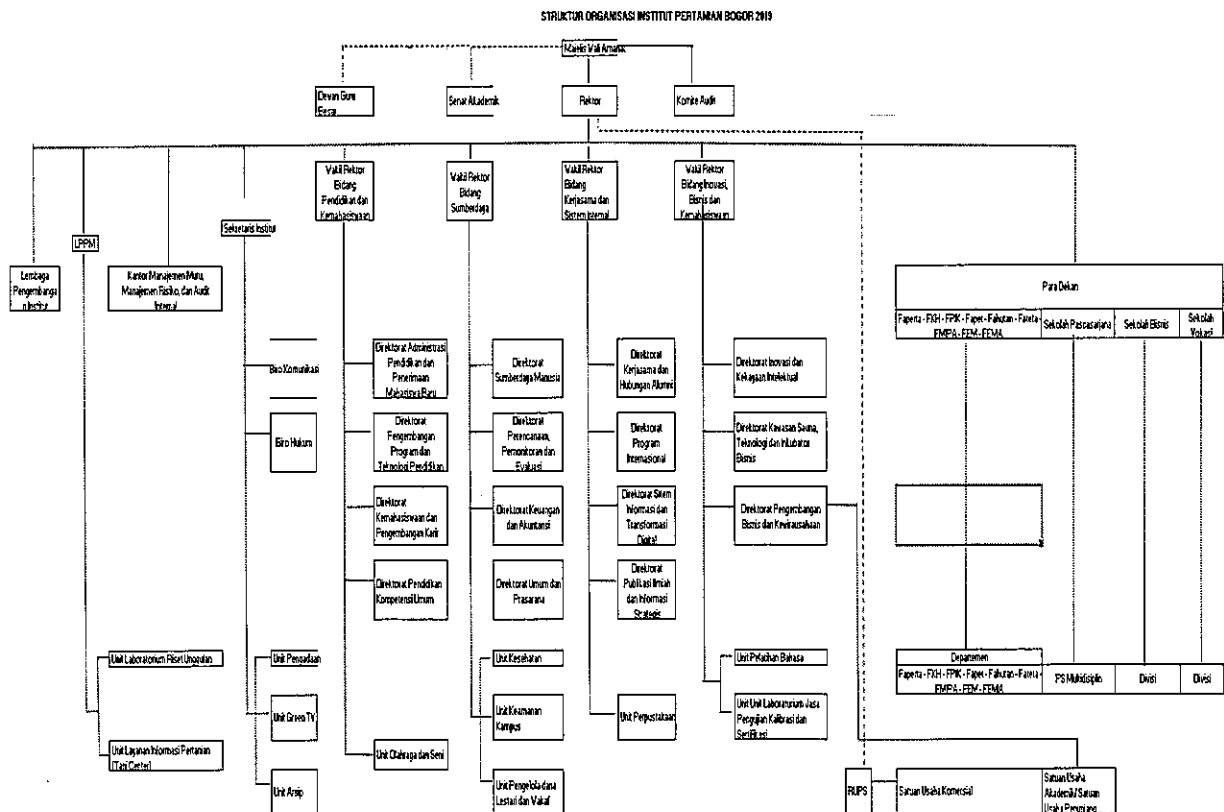 STRUKTUR ORGANISASI INSTITUT PERTANIAN BOGOR 2019
Majelis Wali Amanat
Dewan Guru
Besar
Senat Akademik
Rektor
Komite Audit
Wakil Rektor
Bidang
Pendidikan dan
Kemahasiswaan
Wakil Rektor
Bidang
Sumberdaya
Wakil Rektor
Bidang
Kerjasama dan
Sistem Internal
Wakil Rektor
Bidang Inovasi,
Bisnis dan
Kemahasiswaan
Sekretaris Institut
LPPM
Lembaga
Pengembanga
n Institut
Kantor Manajemen Mutu,
Manajemen Risiko, dan Audit
Internal
Para Dekan
Faperta - FKH - FPIK - Fapet - Fahutan - Fateta -
FMIPA - FEM - FEMA
Sekolah Pascasarjana
Sekolah Bisnis
Sekolah
Vokasi
Biro Komunikasi
Direktorat Administrasi
Pendidikan dan
Penerimaan
Mahasiswa Baru
Direktorat
Sumberdaya Manusia
Direktorat
Kerjasama dan
Hubungan Alumni
Direktorat Inovasi dan
Kekayaan Intelektual
Biro Hukum
Direktorat
Pengembangan
Program dan
Teknologi Pendidikan
Direktorat
Perencanaan,
Pemonitoran dan
Evaluasi
Direktorat
Program
Internasional
Direktorat Kawasan Sauna,
Teknologi dan Inkubator
Bisnis
Direktorat
Kemahasiswaan dan
Pengembangan Karir
Direktorat Keuangan
dan Akuntansi
Direktorat Sitem
Informasi dan
Transformasi
Digital
Direktorat Pengembangan
Bisnis dan Kewirausahaan
Direktorat Pendidikan
Kompetensi Umum
Direktorat Umum dan
Prasarana
Direktorat
Publikasi Ilmiah
dan Informasi
Strategis
Unit Laboratorium Riset Unggulan
Unit Pengadaan
Unit Kesehatan
Unit Pelatihan Bahasa
Departemen
Faperta - FKH - FPIK - Fapet - Fahutan - Fateta -
FMIPA - FEM - FEMA
PS Multidisiplin
Divisi
Divisi
Unit Green TV
Unit Keamanan
Kampus
Unit Perpustakaan
Unit Unit Laboraturium Jasa
Pengujian Kalibrasi dan
Sertifikasi
Unit Layanan Informasi Pertanian
(Tani Center)
Unit Olahraga dan Seni
Unit Arsip
Unit Pengelola dana
Lestari dan Wakaf
RUPS
Satuan Usaha Komersial
Satuan Usaha
Akademik/ Satuan
Usaha Penunjang